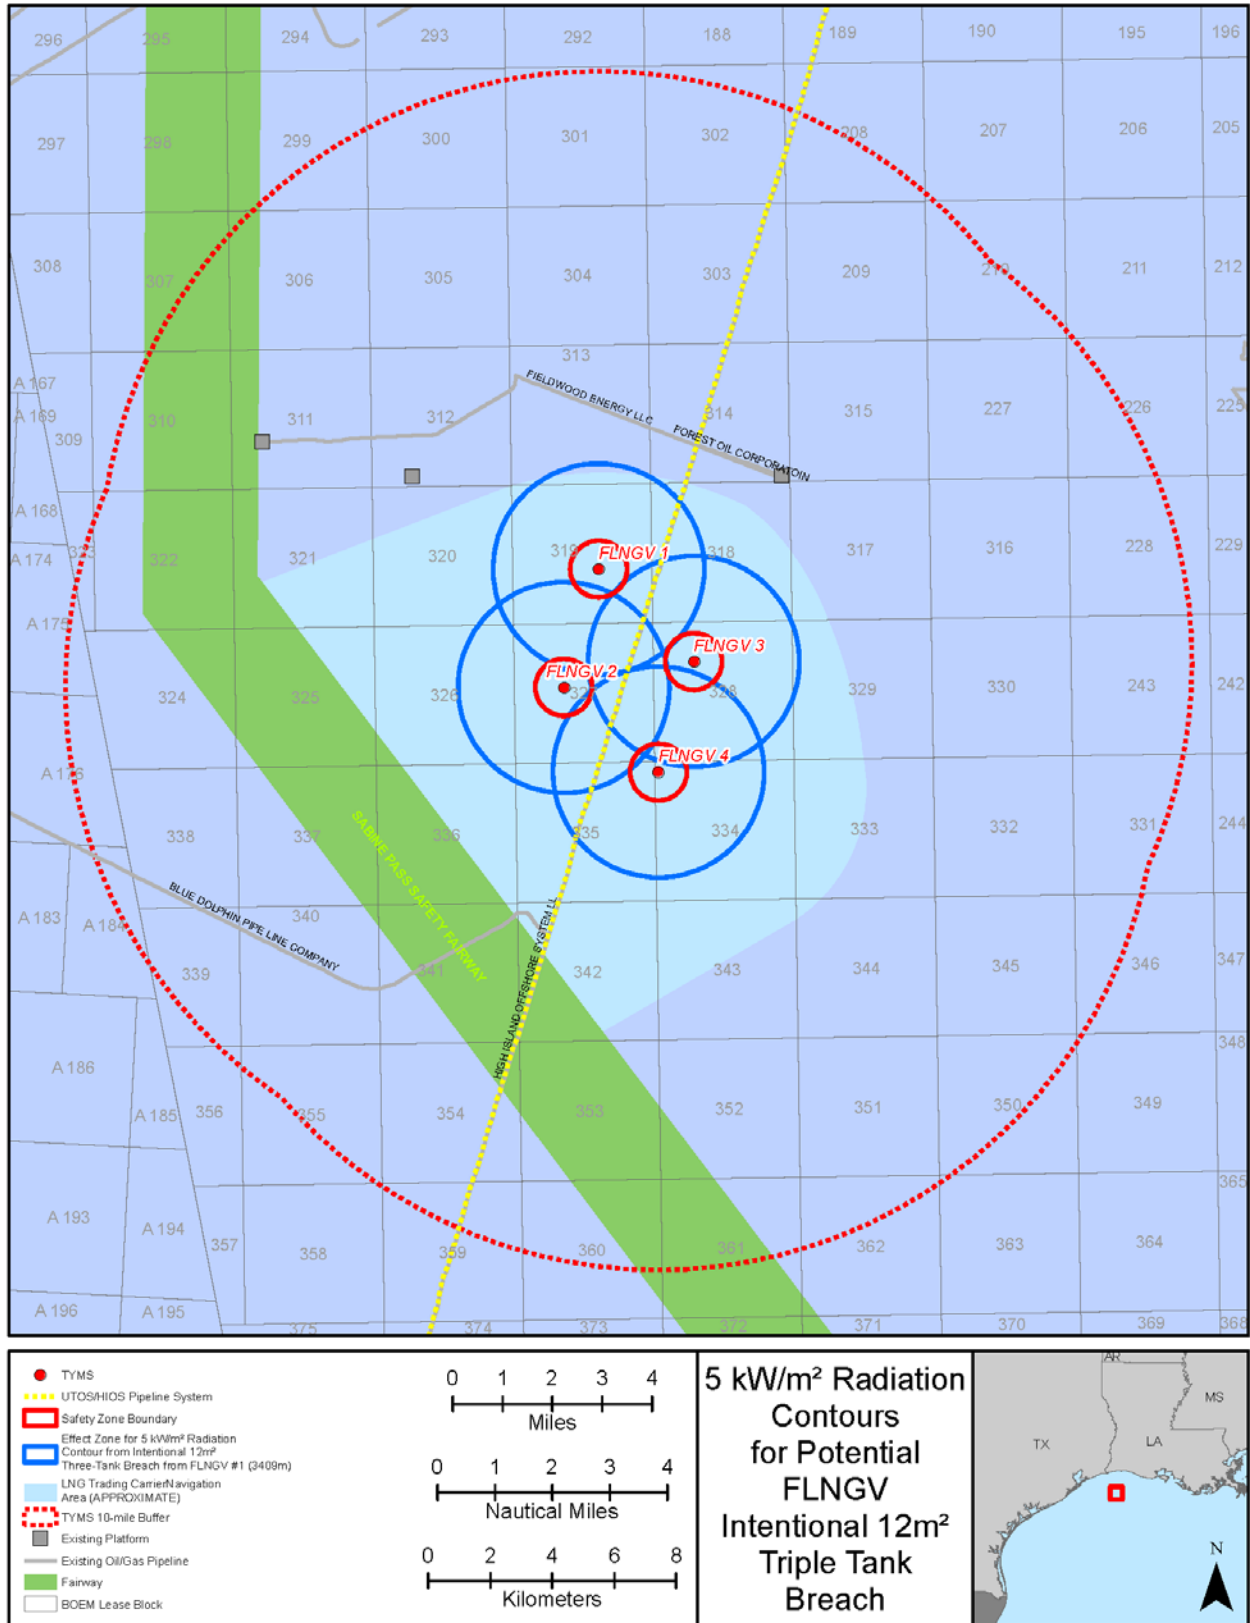 296 295 294 293 292 188 189 190 195 196
297 298 299 300 301 302 208 207 206 205
308 307 306 305 304 303 209 210 211 212
313
A 167
A 169
309 310 311 312 314 315 227 226 225
FIELDWOOD ENERGY LLC
FOREST OIL CORPORATOIN
A 168
A 174 323 322 321 320 319 318 317 316 228 229
FLNGV 1
A 175
FLNGV 3
FLNGV 2
324 325 326 327 328 329 330 243 242
FLNGV 4
A 176
338 337 336 335 334 333 332 331 244
SABINE PASS SAFETY FAIRWAY
BLUE DOLPHIN PIPE LINE COMPANY
HIGH ISLAND OFFSHORE SYSTEM LL
A 183 A 184 340
339 341 342 343 344 345 346 347
348
A 186
A 185 356 355 354 353 352 351 350 349
365
A 193 A 194
357 358 359 360 361 362 363 364
A 196 A 195
375 374 373 372 371 370 369 368
TYMS
UTOS/HIOS Pipeline System
Safety Zone Boundary
Effect Zone for 5 kW/m² Radiation
Contour from Intentional 12m²
Three-Tank Breach from FLNGV #1 (3409m)
LNG Trading CarrierNavigation
Area (APPROXIMATE)
TYMS 10-mile Buffer
Existing Platform
Existing Oil/Gas Pipeline
Fairway
BOEM Lease Block
0 1 2 3 4
Miles
0 1 2 3 4
Nautical Miles
0 2 4 6 8
Kilometers
5 kW/m² Radiation
Contours
for Potential
FLNGV
Intentional 12m²
Triple Tank
Breach
AR
MS
TX
LA
N